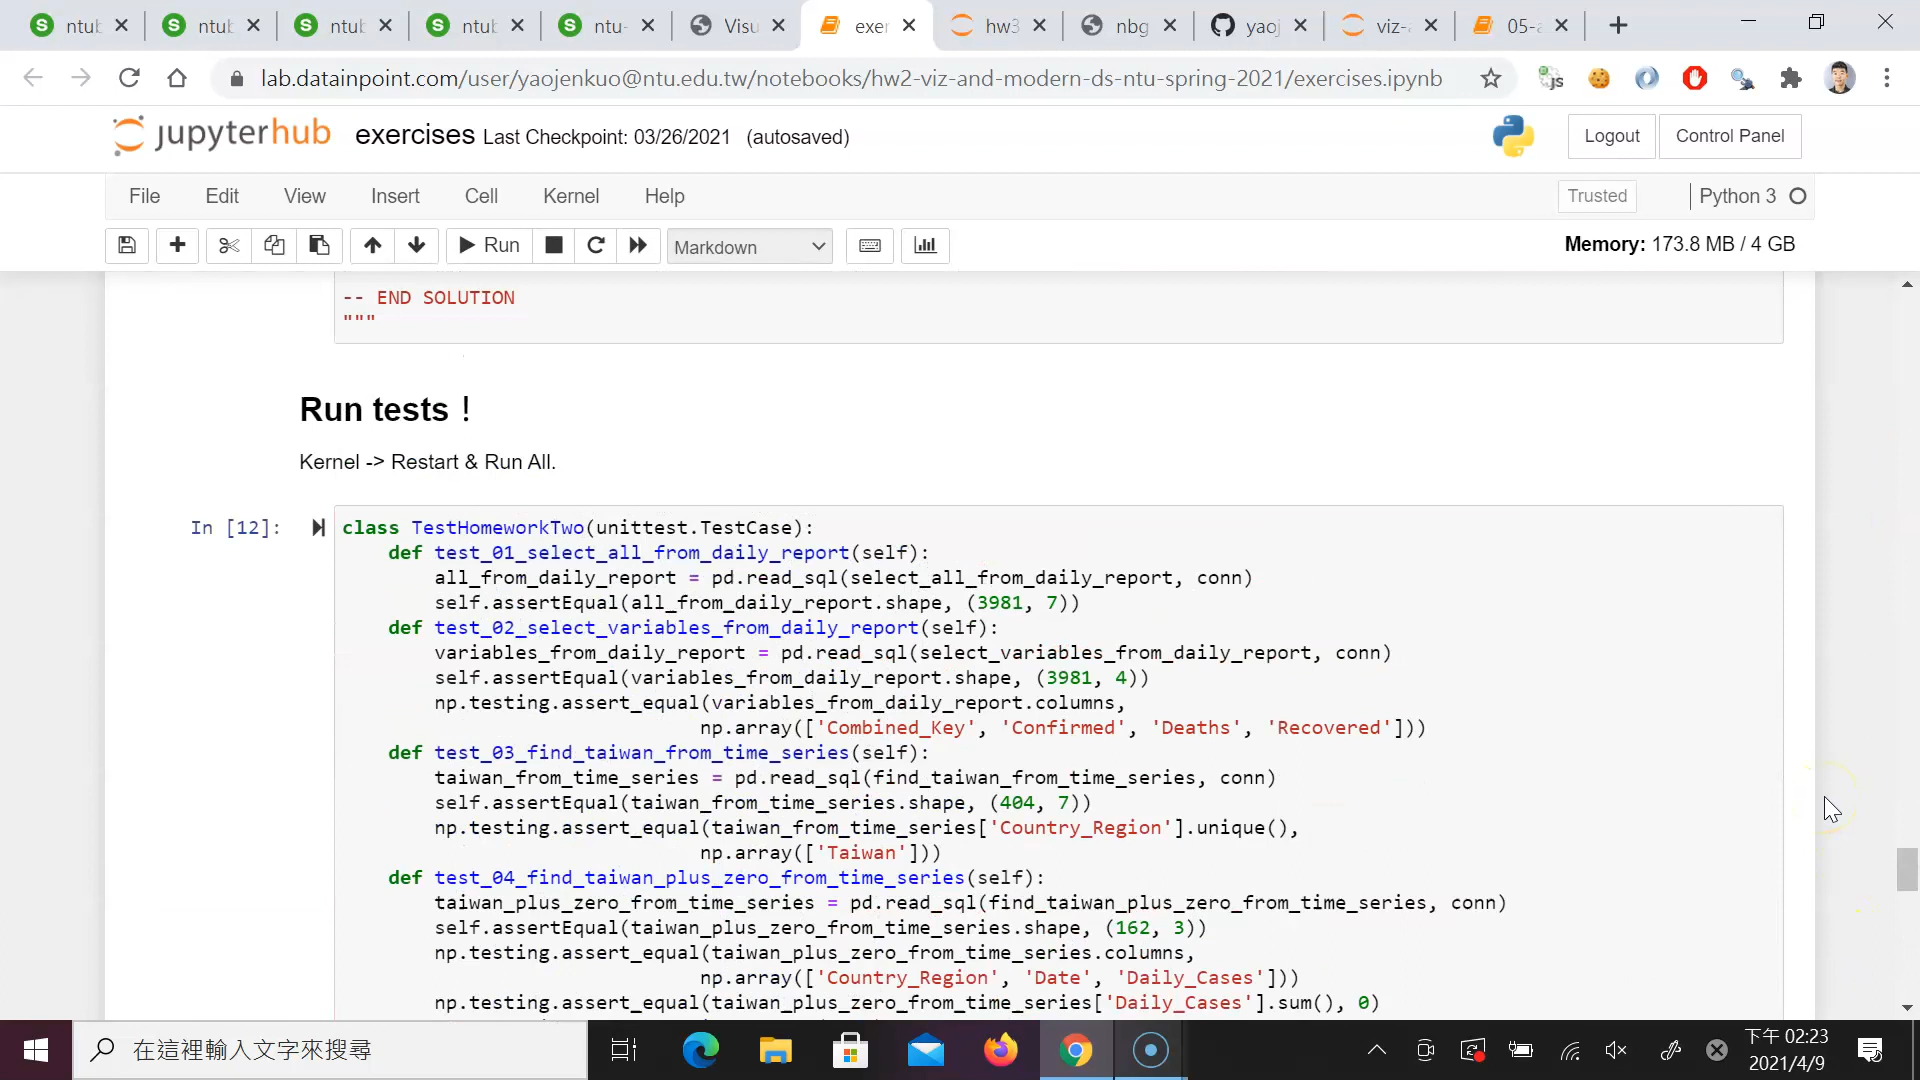 ntub
ntub
ntub
ntub
ntu-
Visu
exer
hw3
nbg
yaoj
viz-
05-a
lab.datainpoint.com/user/yaojenkuo@ntu.edu.tw/notebooks/hw2-viz-and-modern-ds-ntu-spring-2021/exercises.ipynb
jupyterhub exercises Last Checkpoint: 03/26/2021 (autosaved)
Logout Control Panel
File Edit View Insert Cell Kernel Help
Trusted Python 3
Run Markdown Memory: 173.8 MB / 4 GB
-- END SOLUTION
"""
Run tests！
Kernel -> Restart & Run All.
In [12]: class TestHomeworkTwo(unittest.TestCase):
def test_01_select_all_from_daily_report(self):
all_from_daily_report = pd.read_sql(select_all_from_daily_report, conn)
self.assertEqual(all_from_daily_report.shape, (3981, 7))
def test_02_select_variables_from_daily_report(self):
variables_from_daily_report = pd.read_sql(select_variables_from_daily_report, conn)
self.assertEqual(variables_from_daily_report.shape, (3981, 4))
np.testing.assert_equal(variables_from_daily_report.columns,
np.array(['Combined_Key', 'Confirmed', 'Deaths', 'Recovered']))
def test_03_find_taiwan_from_time_series(self):
taiwan_from_time_series = pd.read_sql(find_taiwan_from_time_series, conn)
self.assertEqual(taiwan_from_time_series.shape, (404, 7))
np.testing.assert_equal(taiwan_from_time_series['Country_Region'].unique(),
np.array(['Taiwan']))
def test_04_find_taiwan_plus_zero_from_time_series(self):
taiwan_plus_zero_from_time_series = pd.read_sql(find_taiwan_plus_zero_from_time_series, conn)
self.assertEqual(taiwan_plus_zero_from_time_series.shape, (162, 3))
np.testing.assert_equal(taiwan_plus_zero_from_time_series.columns,
np.array(['Country_Region', 'Date', 'Daily_Cases']))
np.testing.assert_equal(taiwan_plus_zero_from_time_series['Daily_Cases'].sum(), 0)
在這裡輸入文字來搜尋
下午 02:23
2021/4/9